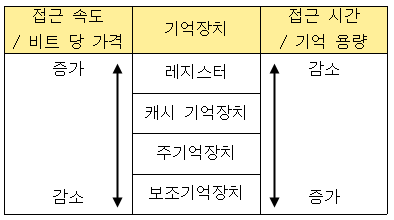 접근 속도
/ 비트 당 가격
기억장치
접근 시간
/ 기억 용량
증가
레지스터
감소
캐시 기억장치
주기억장치
감소
보조기억장치
증가